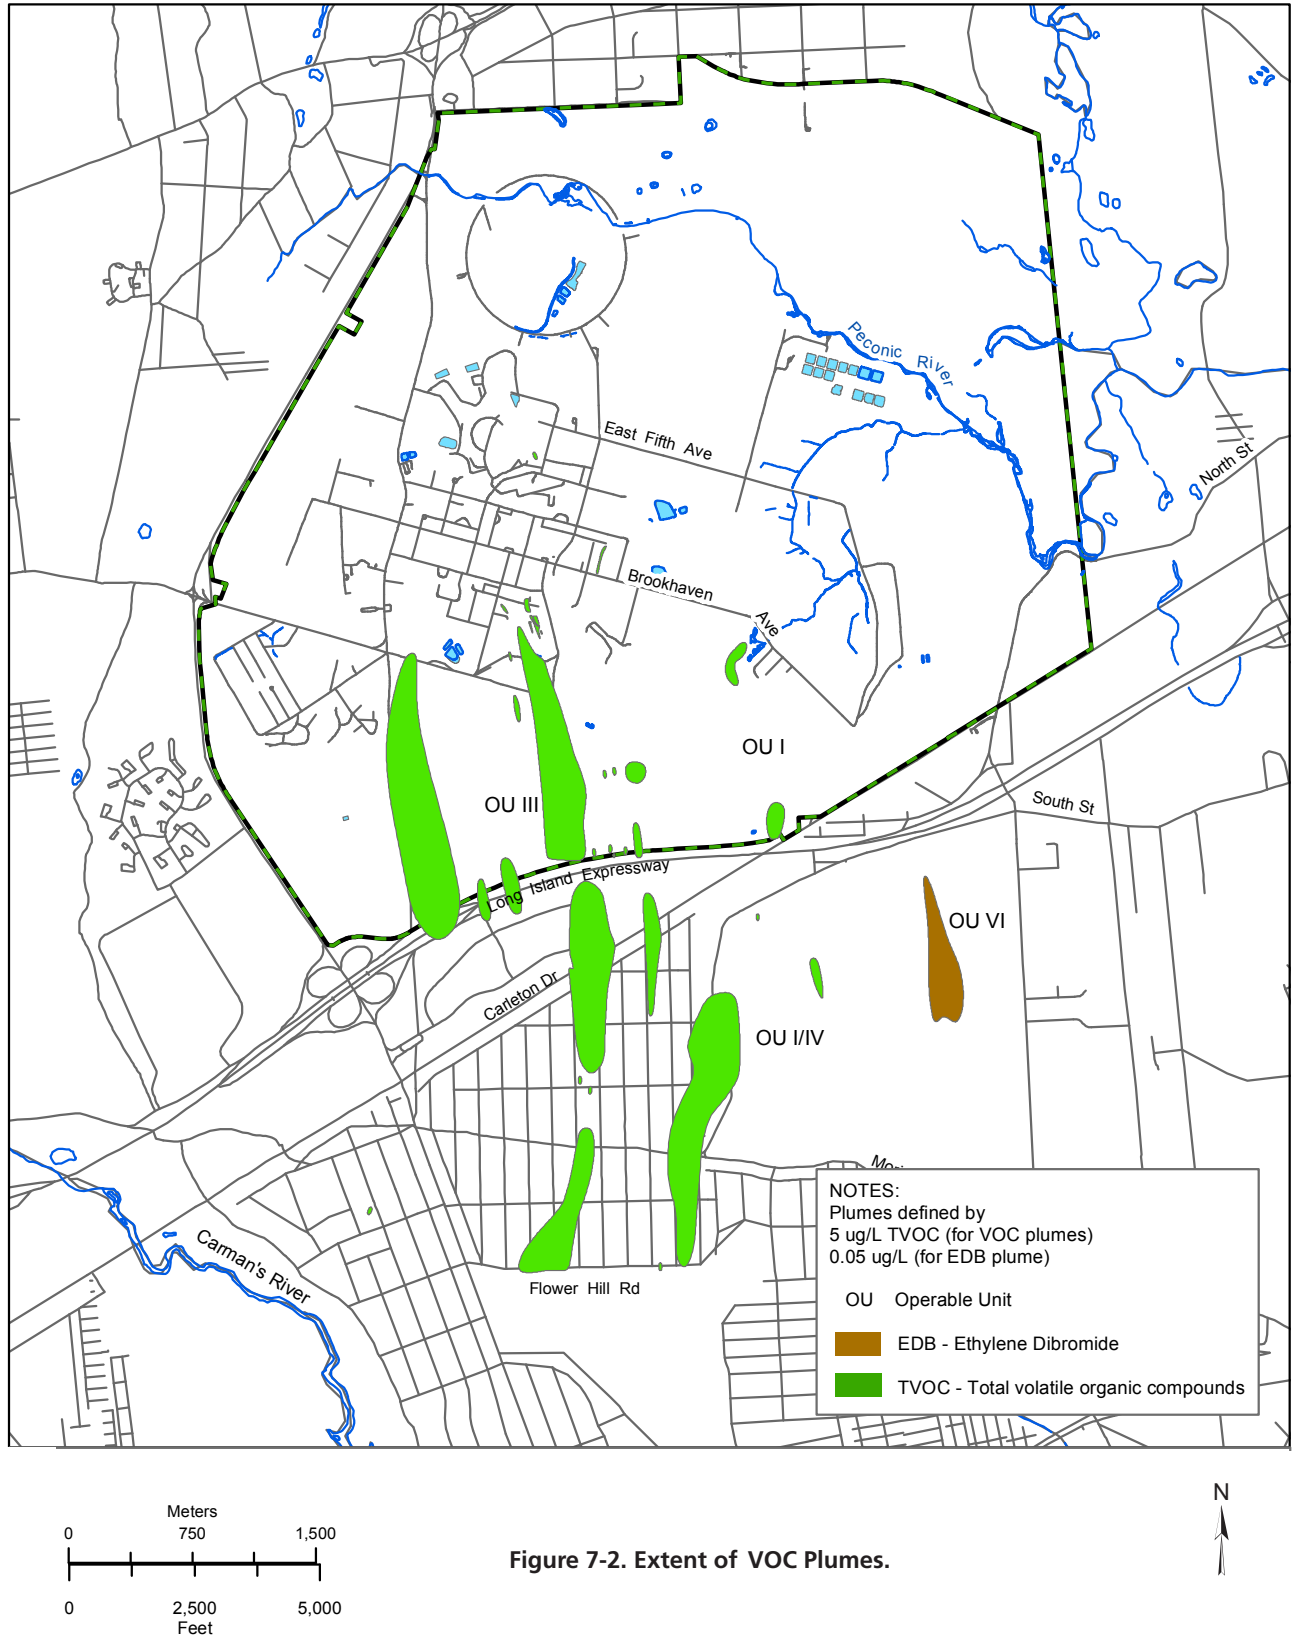 Peconic River
East Fifth Ave
North St
Brookhaven
Ave
OU I
OU III
South St
Long Island Expressway
OU VI
Carleton Dr
OU I/IV
Carman's River
Flower Hill Rd
NOTES:
Plumes defined by
5 ug/L TVOC (for VOC plumes)
0.05 ug/L (for EDB plume)
OU Operable Unit
EDB - Ethylene Dibromide
TVOC - Total volatile organic compounds
Meters
0 750 1,500
0 2,500 5,000
Feet
Figure 7-2. Extent of VOC Plumes.
N